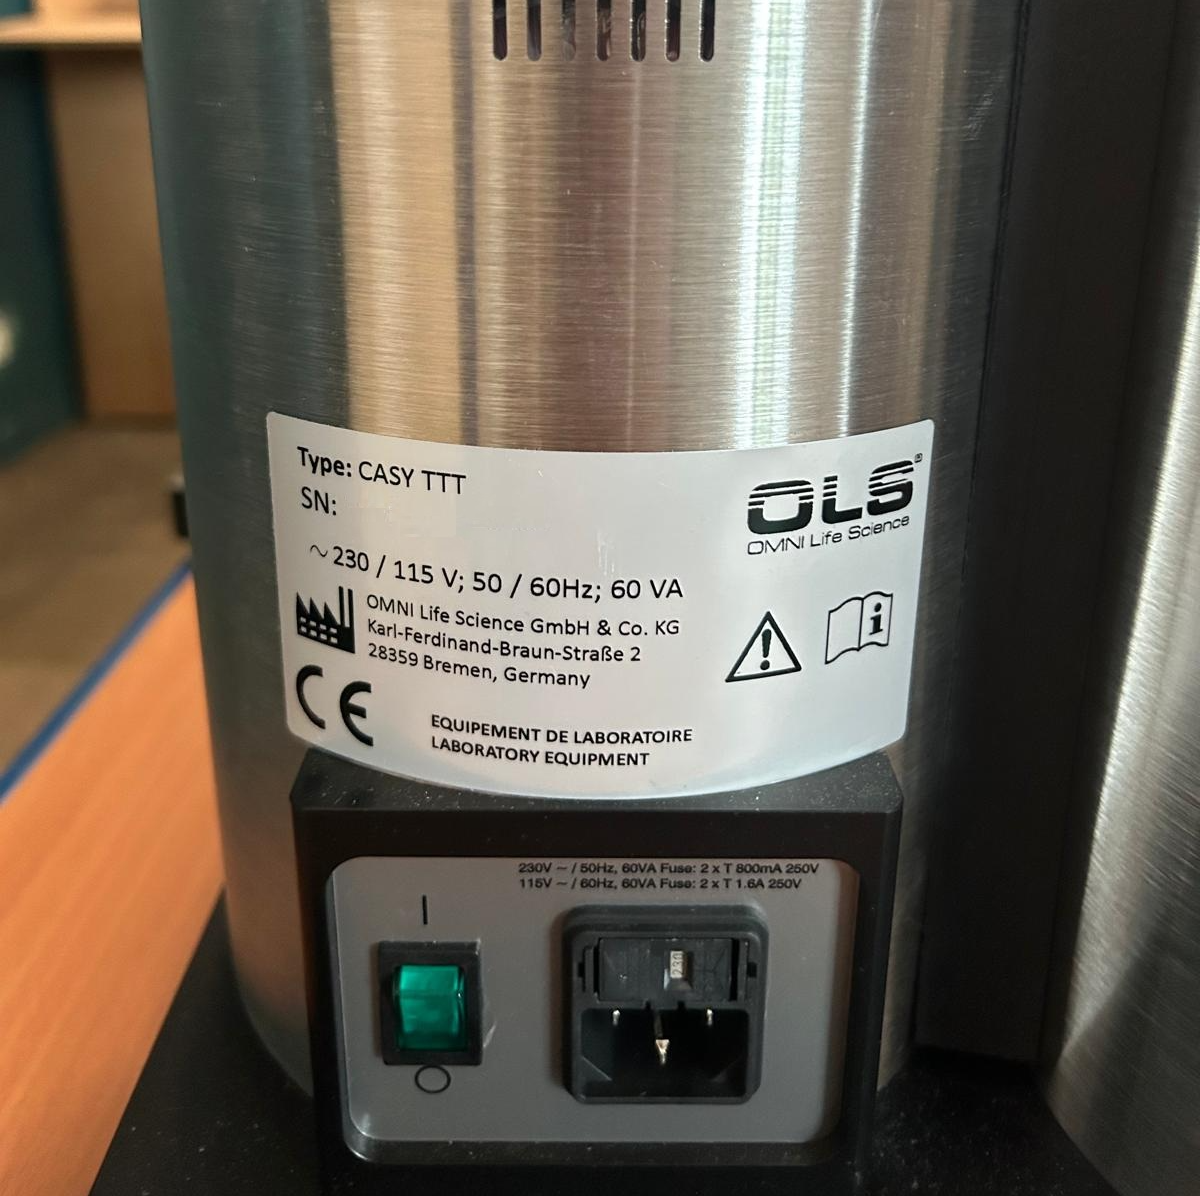 Type: CASY TTT
SN:
~ 230 / 115 V; 50 / 60Hz; 60 VA
OMNI Life Science GmbH & Co. KG
Karl-Ferdinand-Braun-Straße 2
28359 Bremen, Germany
CE
EQUIPEMENT DE LABORATOIRE
LABORATORY EQUIPMENT
OLS®
OMNI Life Science
i
230V ~ / 50Hz, 60VA Fuse: 2 x T 800mA 250V
115V ~ / 60Hz, 60VA Fuse: 2 x T 1.6A 250V
I
O
230